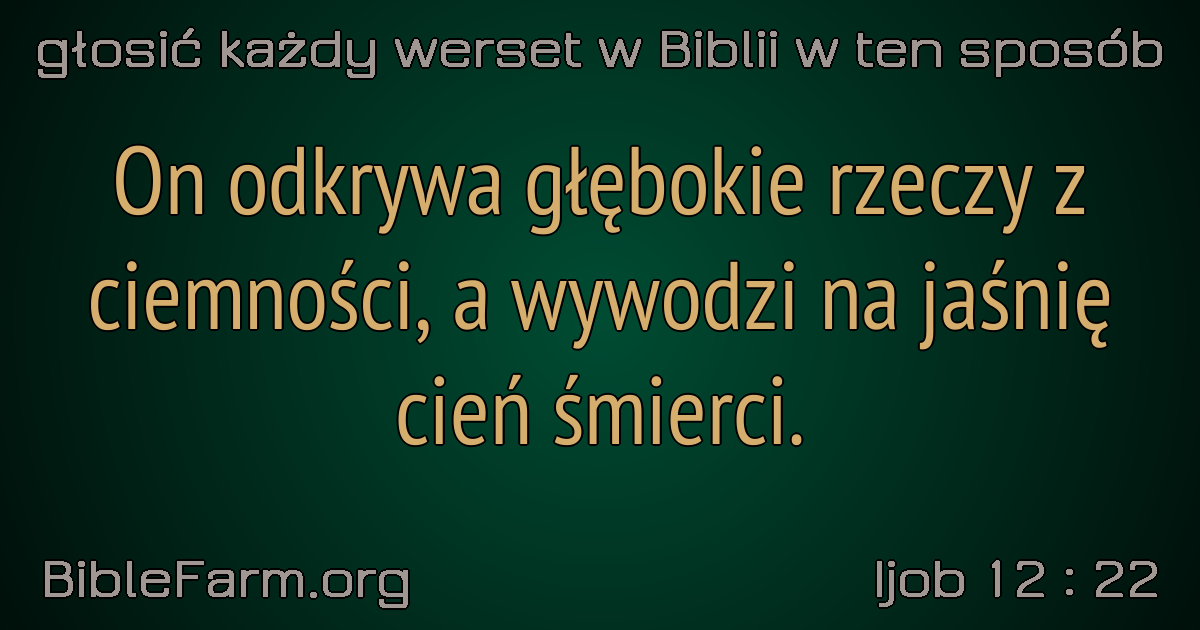 głosić każdy werset w Biblii w ten sposób
On odkrywa głębokie rzeczy z
ciemności, a wywodzi na jaśnię
cień śmierci.
BibleFarm.org
Ijob 12 : 22